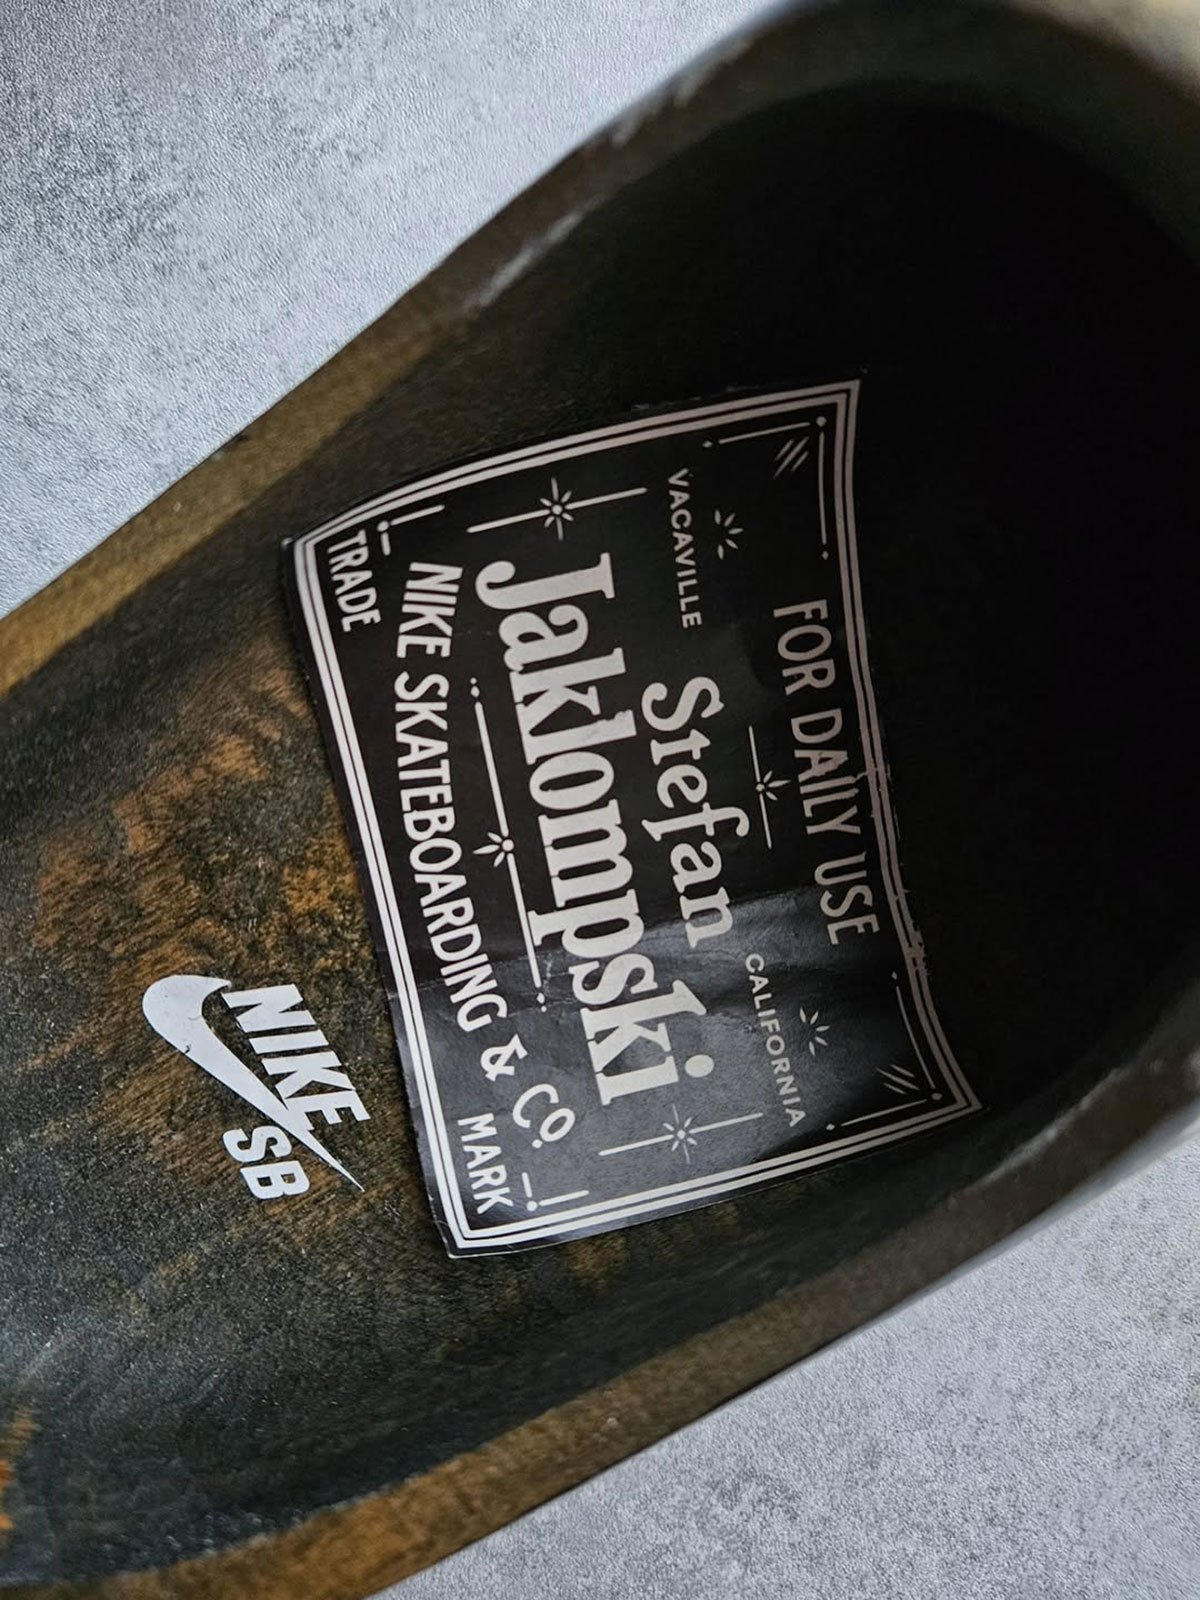 FOR DAILY USE
VACAVILLE Stefan CALIFORNIA
Jaklompski
NIKE SKATEBOARDING & CO.
TRADE MARK
NIKE
SB